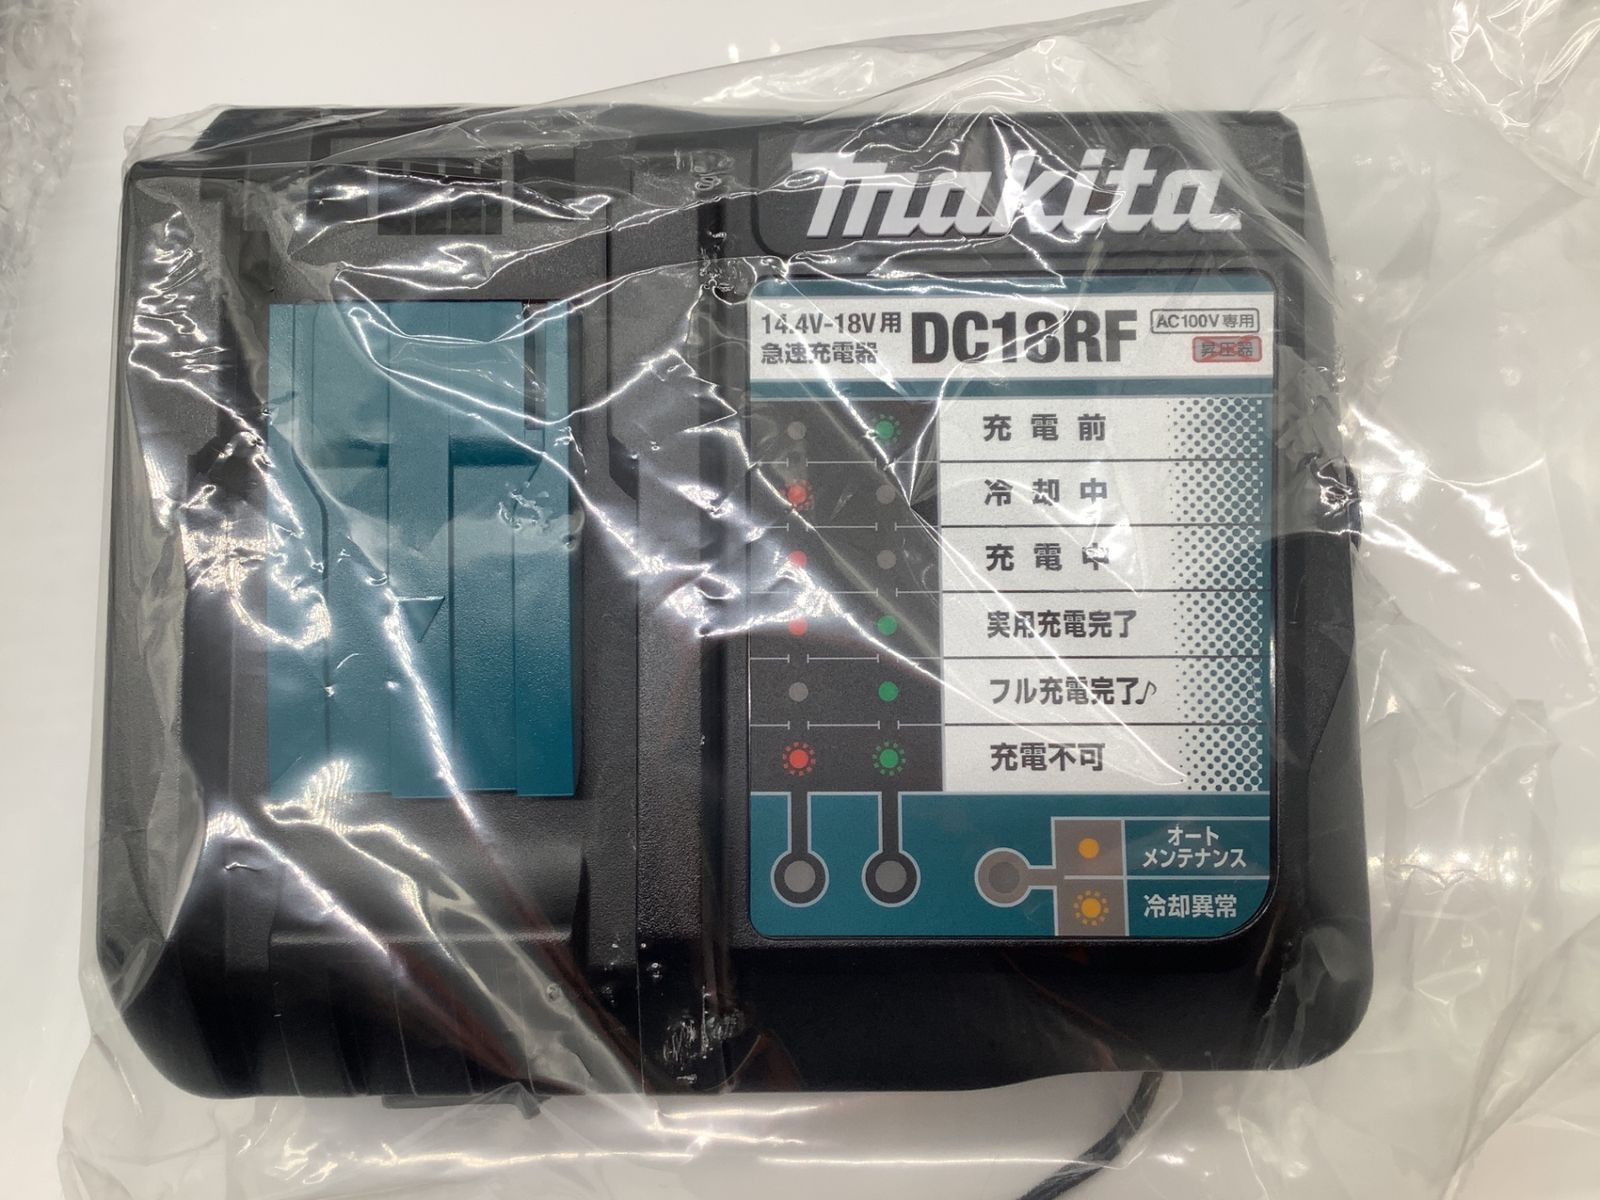 makita
14.4V-18V用
急速充電器
DC18RF
AC100V専用
昇圧器
充電前
冷却中
充電中
実用充電完了
フル充電完了♪
充電不可
オート
メンテナンス
冷却異常